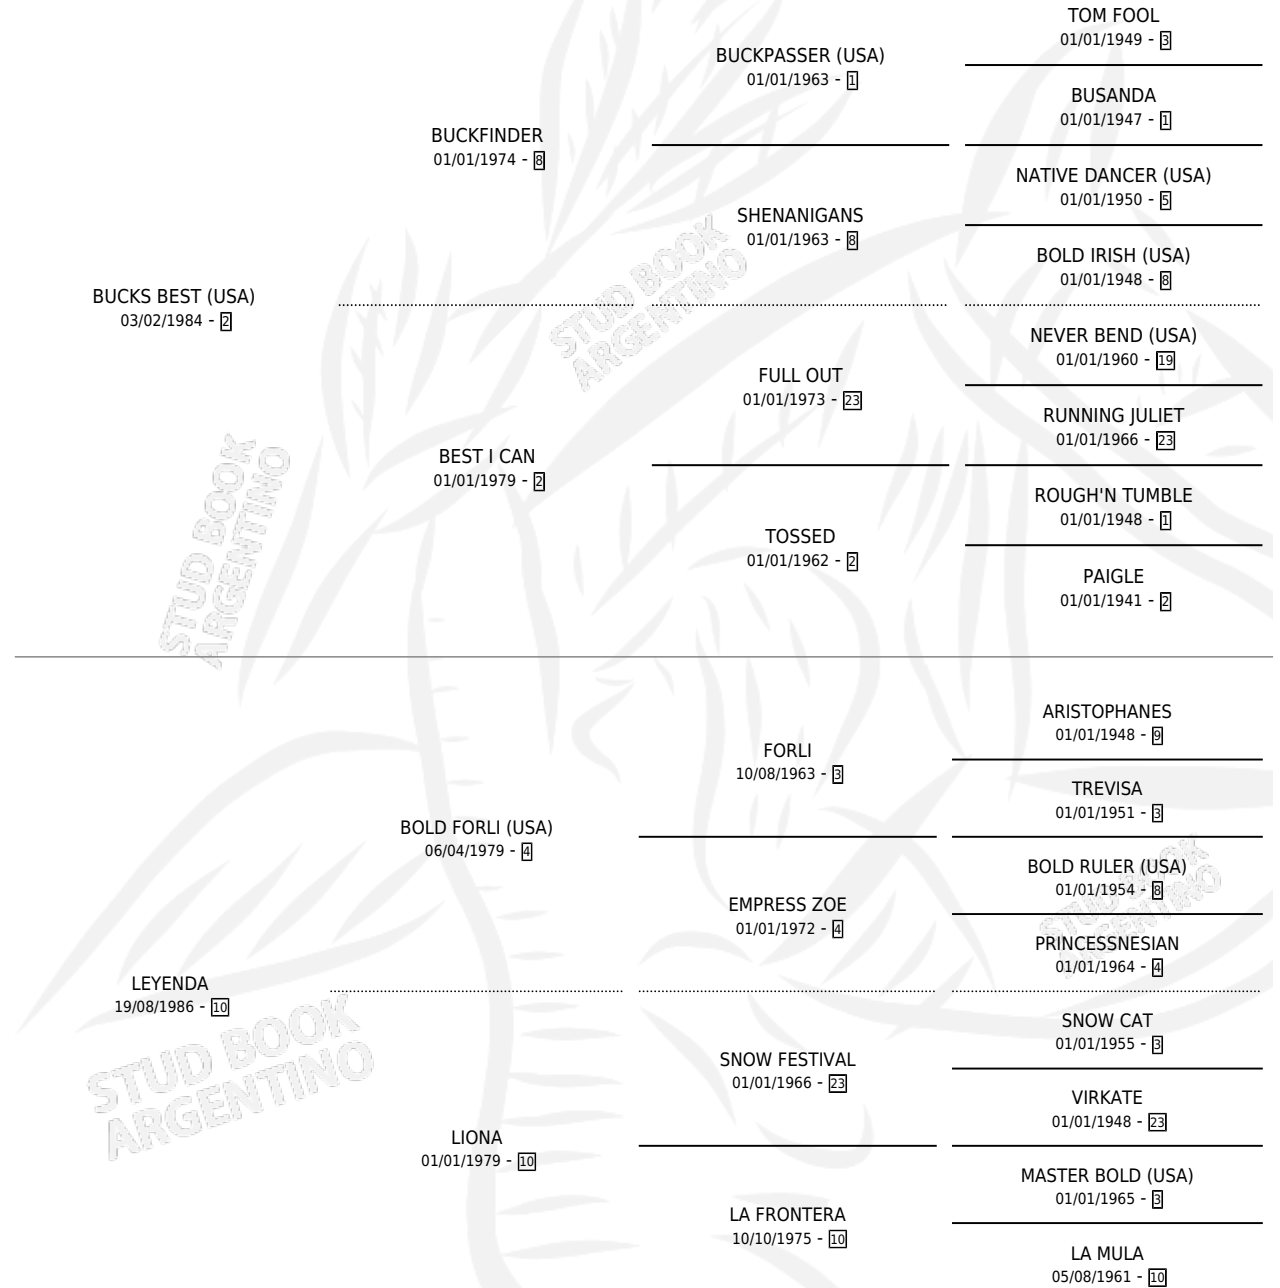 TOM FOOL
01/01/1949 - 3
BUCKPASSER (USA)
01/01/1963 - 1
BUSANDA
01/01/1947 - 1
BUCKFINDER
01/01/1974 - 8
NATIVE DANCER (USA)
01/01/1950 - 5
SHENANIGANS
01/01/1963 - 8
BOLD IRISH (USA)
01/01/1948 - 8
BUCKS BEST (USA)
03/02/1984 - 2
STUD BOOK
ARGENTINO
NEVER BEND (USA)
01/01/1960 - 19
FULL OUT
01/01/1973 - 23
RUNNING JULIET
01/01/1966 - 23
BEST I CAN
01/01/1979 - 2
ROUGH'N TUMBLE
01/01/1948 - 1
TOSSED
01/01/1962 - 2
PAIGLE
01/01/1941 - 2
STUD BOOK
ARGENTINO
ARISTOPHANES
01/01/1948 - 9
FORLI
10/08/1963 - 3
TREVISA
01/01/1951 - 3
BOLD FORLI (USA)
06/04/1979 - 4
BOLD RULER (USA)
01/01/1954 - 8
EMPRESS ZOE
01/01/1972 - 4
PRINCESSNESIAN
01/01/1964 - 4
STUD BOOK
ARGENTINO
LEYENDA
19/08/1986 - 10
SNOW CAT
01/01/1955 - 3
SNOW FESTIVAL
01/01/1966 - 23
VIRKATE
01/01/1948 - 23
STUD BOOK
ARGENTINO
LIONA
01/01/1979 - 10
MASTER BOLD (USA)
01/01/1965 - 3
LA FRONTERA
10/10/1975 - 10
LA MULA
05/08/1961 - 10